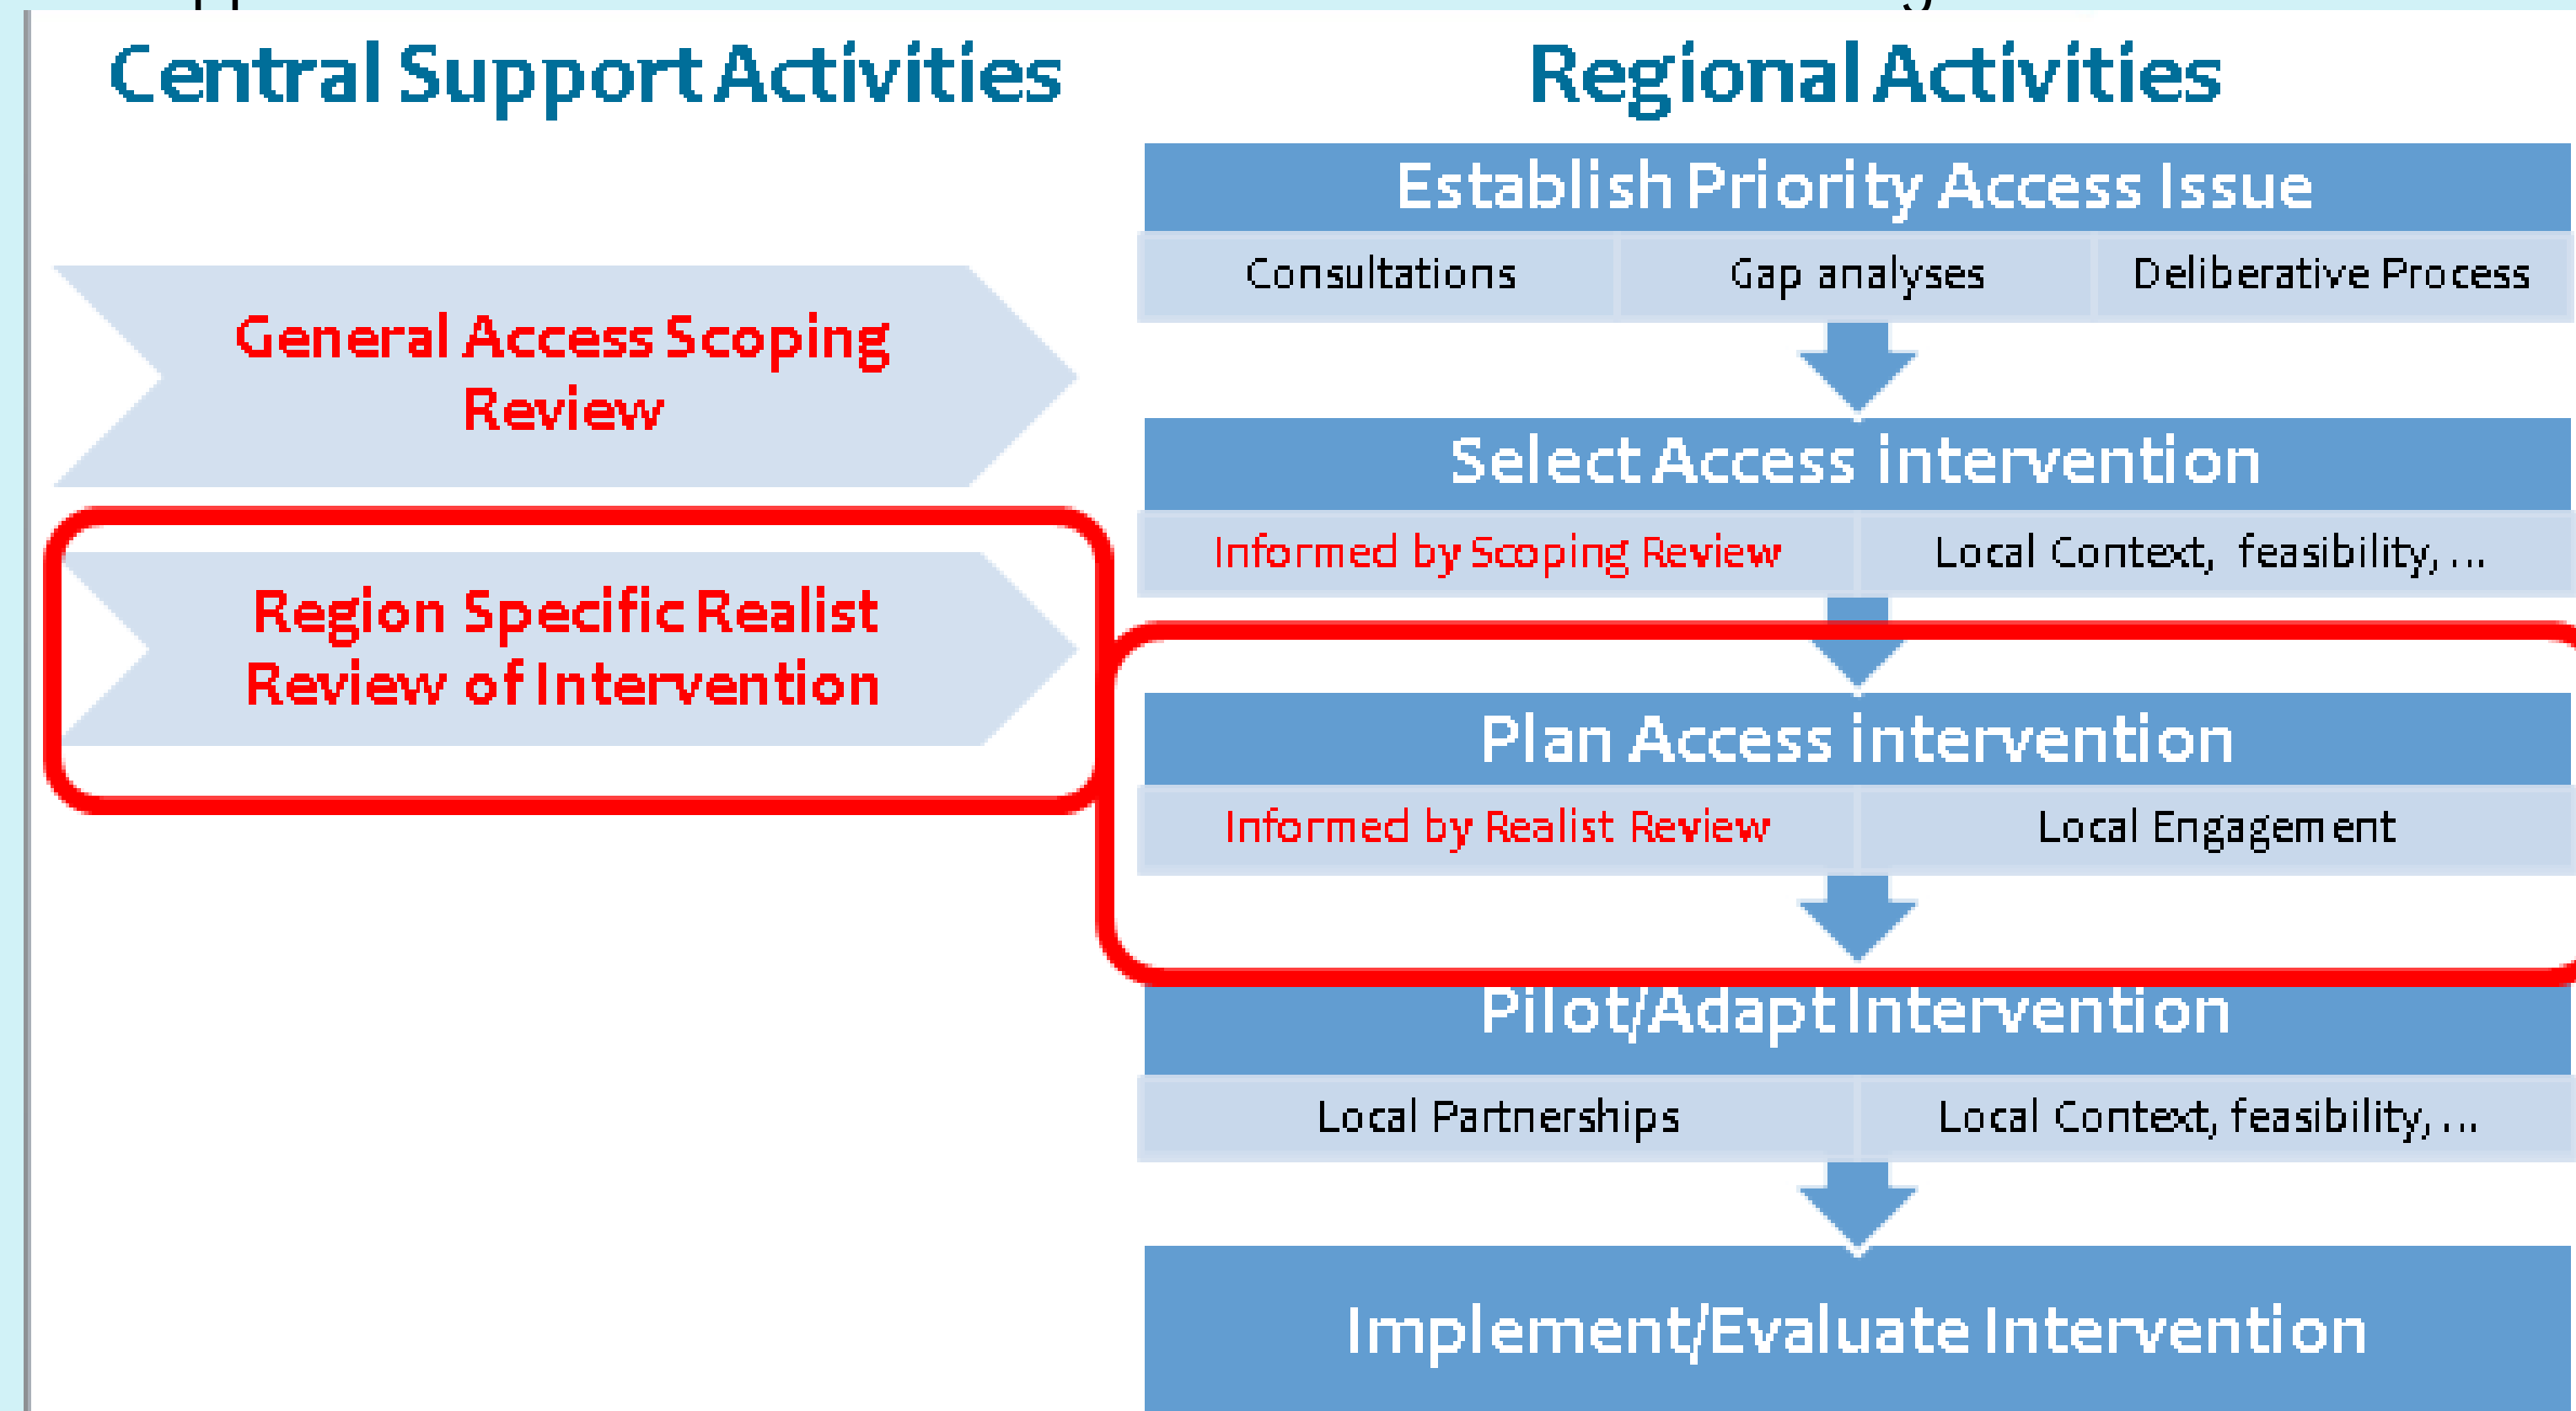 Central Support Activities
Regional Activities
Establish Priority Access Issue
Consultations
Gap analyses
Deliberative Process
General Access Scoping
Review
Select Access intervention
Informed by Scoping Review
Local Context, feasibility, ...
Region Specific Realist
Review of Intervention
Plan Access intervention
Informed by Realist Review
Local Engagement
Pilot/Adapt Intervention
Local Partnerships
Local Context, feasibility, ...
Implement/Evaluate Intervention